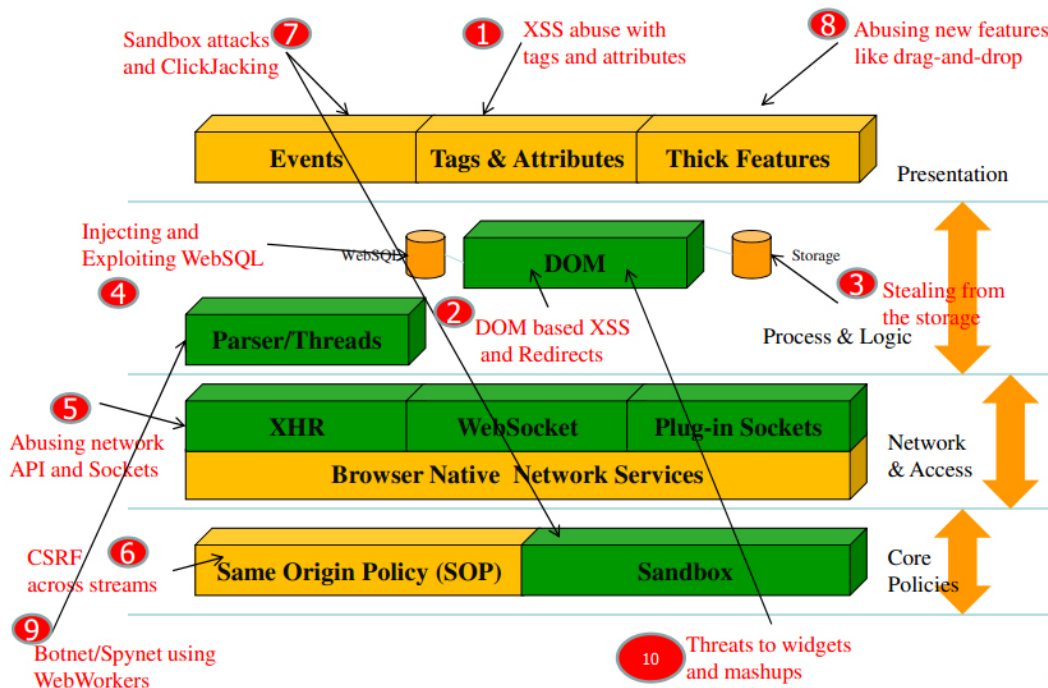 7
Sandbox attacks
and ClickJacking
1
XSS abuse with
tags and attributes
8
Abusing new features
like drag-and-drop
Events
Tags & Attributes
Thick Features
Presentation
Injecting and
Exploiting WebSQL
4
WebSQL
DOM
Storage
3
Stealing from
the storage
2
DOM based XSS
and Redirects
Process & Logic
Parser/Threads
5
Abusing network
API and Sockets
XHR
WebSocket
Plug-in Sockets
Browser Native Network Services
Network
& Access
6
CSRF
across streams
Same Origin Policy (SOP)
Sandbox
Core
Policies
9
Botnet/Spynet using
WebWorkers
10
Threats to widgets
and mashups